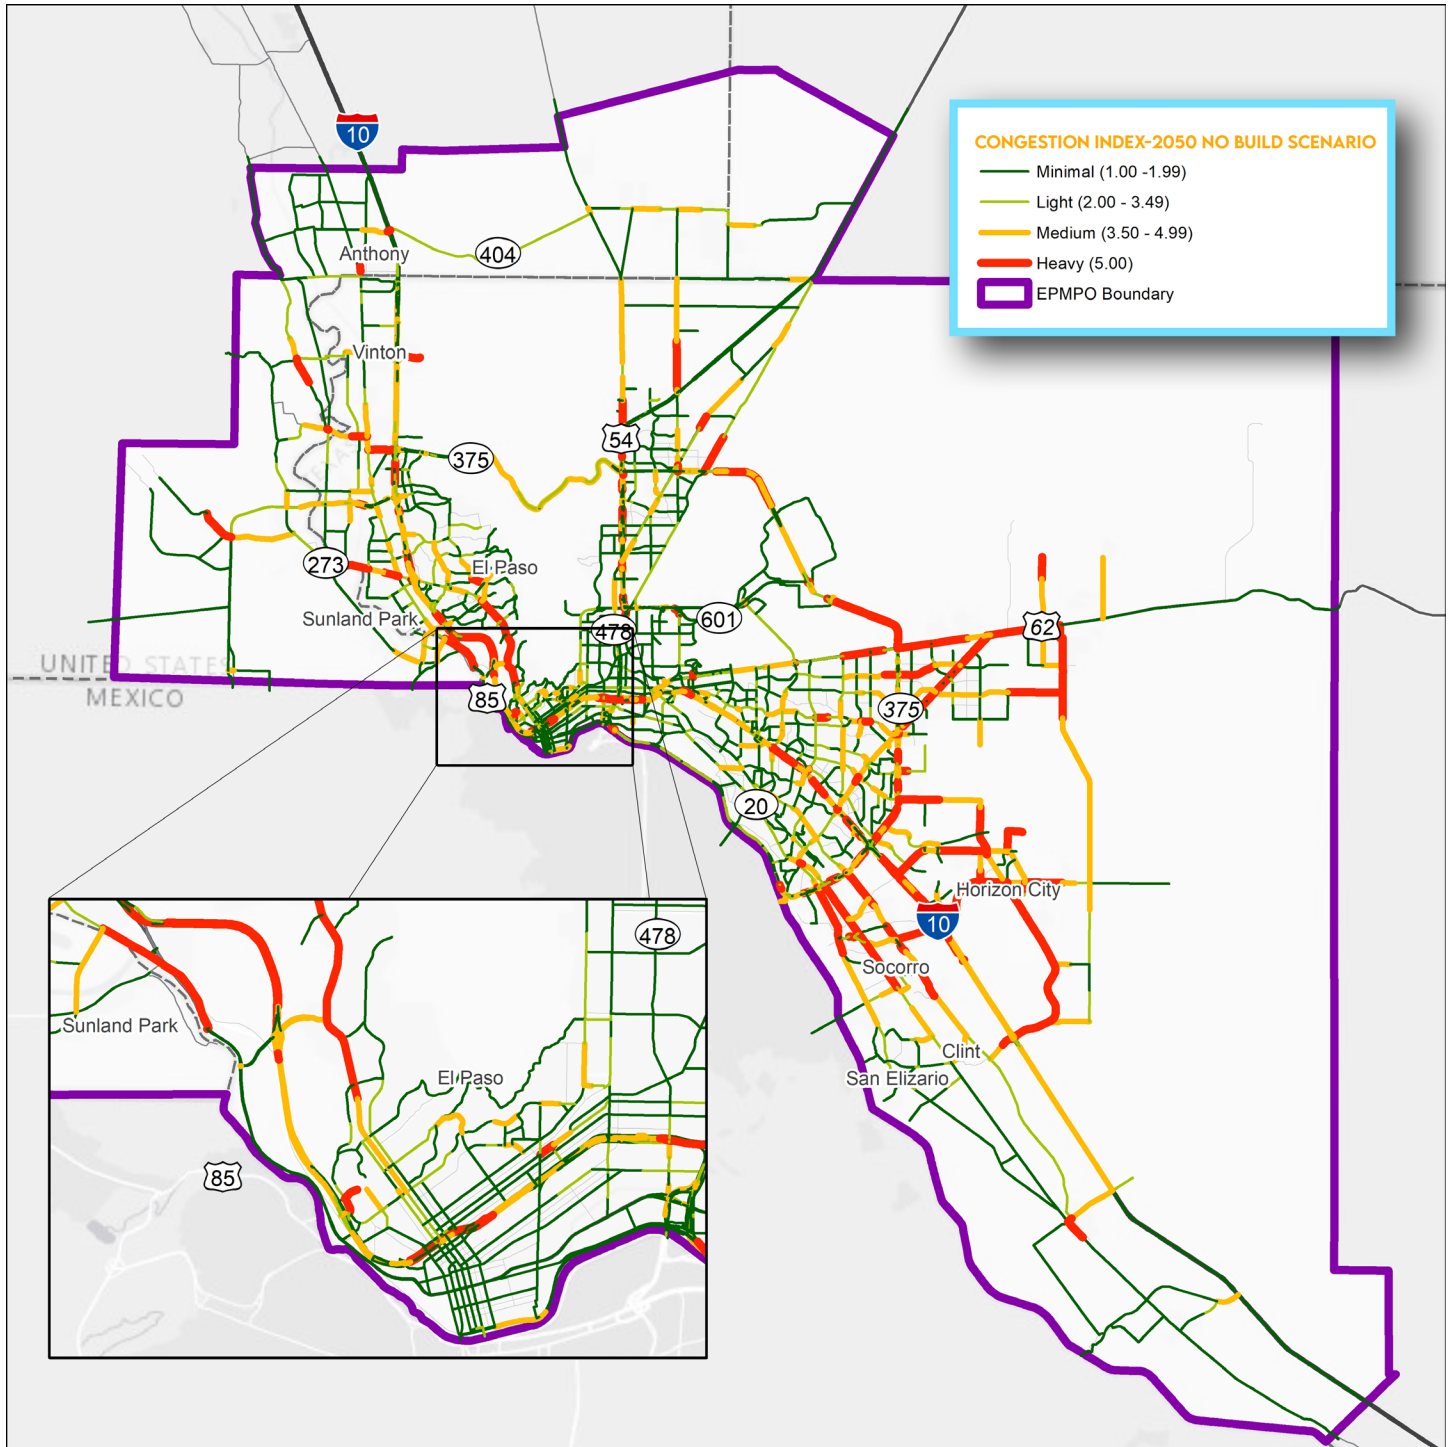 10
CONGESTION INDEX-2050 NO BUILD SCENARIO
Minimal (1.00 -1.99)
Light (2.00 - 3.49)
Medium (3.50 - 4.99)
Heavy (5.00)
EPMPO Boundary
Anthony
404
Vinton
54
375
273
El Paso
Sunland Park
478
601
62
UNITED STATES
MEXICO
85
375
20
Horizon City
10
Socorro
Clint
San Elizario
478
Sunland Park
El Paso
85